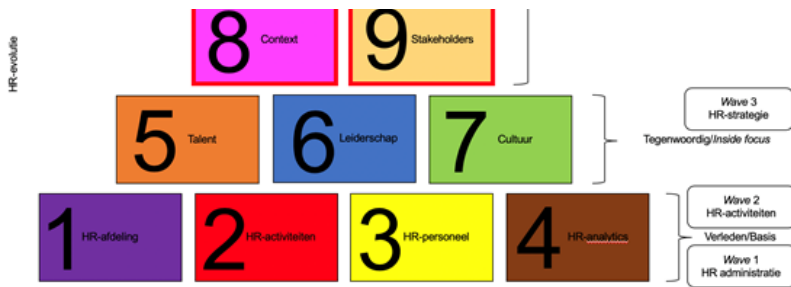 HR-evolutie
8 Context
9 Stakeholders
5 Talent
6 Leiderschap
7 Cultuur
Wave 3
HR-strategie
Tegenwoordig/Inside focus
1 HR-afdeling
2 HR-activiteiten
3 HR-personeel
4 HR-analytics
Wave 2
HR-activiteiten
Verleden/Basis
Wave 1
HR administratie